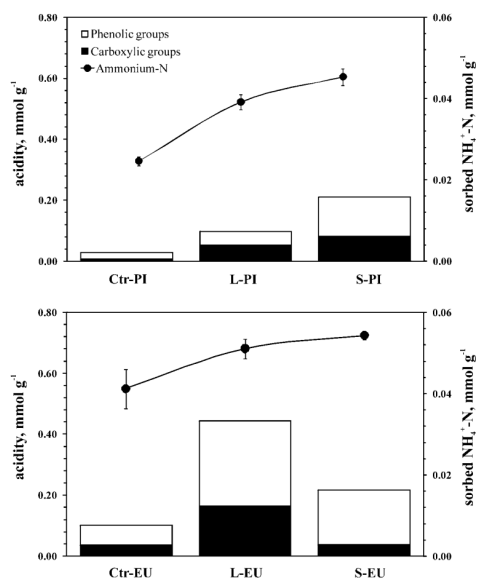 0.80
0.60
0.40
0.20
0.00
acidity, mmol g-1
Phenolic groups
Carboxylic groups
Ammonium-N
0.06
0.04
0.02
0.00
sorbed NH4+-N, mmol g-1
Ctr-PI L-PI S-PI
0.80
0.60
0.40
0.20
0.00
acidity, mmol g-1
0.06
0.04
0.02
0.00
sorbed NH4+-N, mmol g-1
Ctr-EU L-EU S-EU